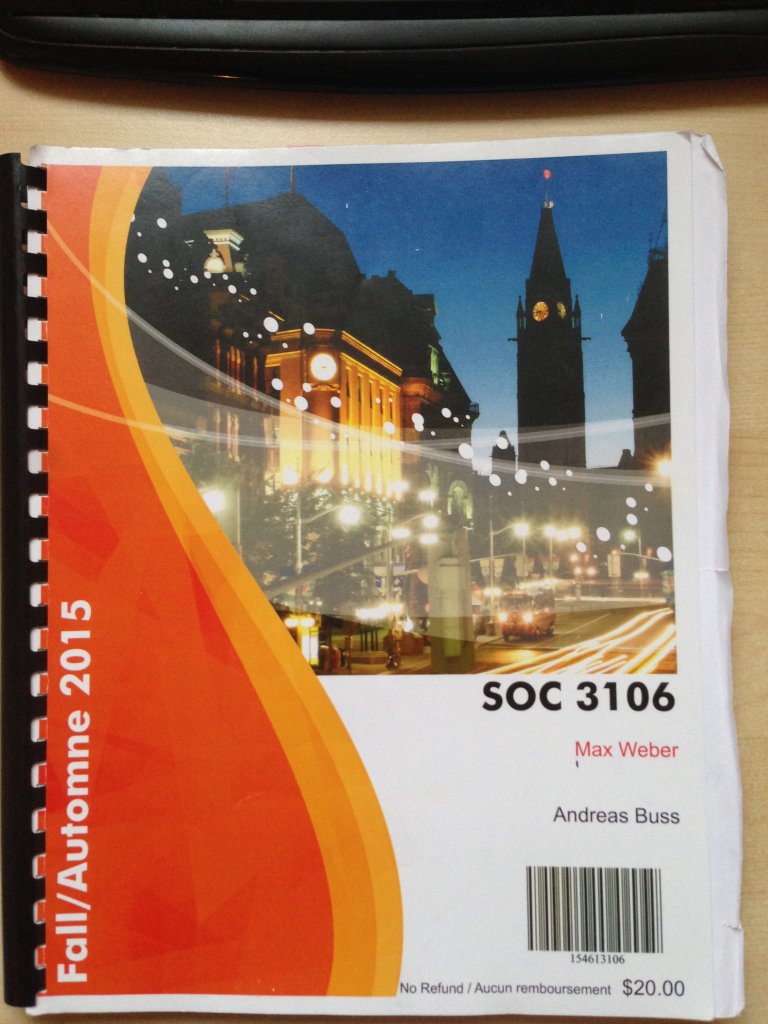 Fall/Automne 2015
SOC 3106
Max Weber
Andreas Buss
154613106
No Refund / Aucun remboursement $20.00